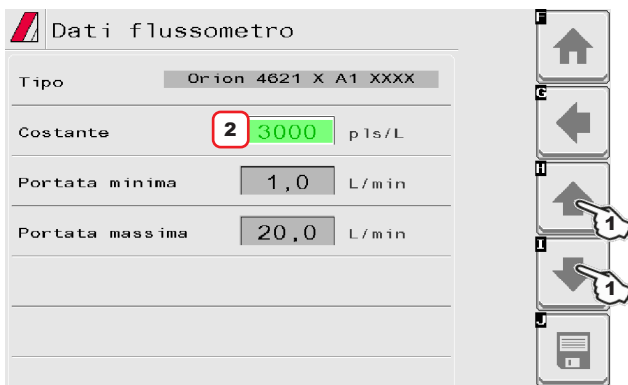 Dati flussometro
F
Tipo Orion 4621 X A1 XXXX
G
Costante 2 3000 pls/L
H
Portata minima 1,0 L/min
1
Portata massima 20,0 L/min
I
1
J